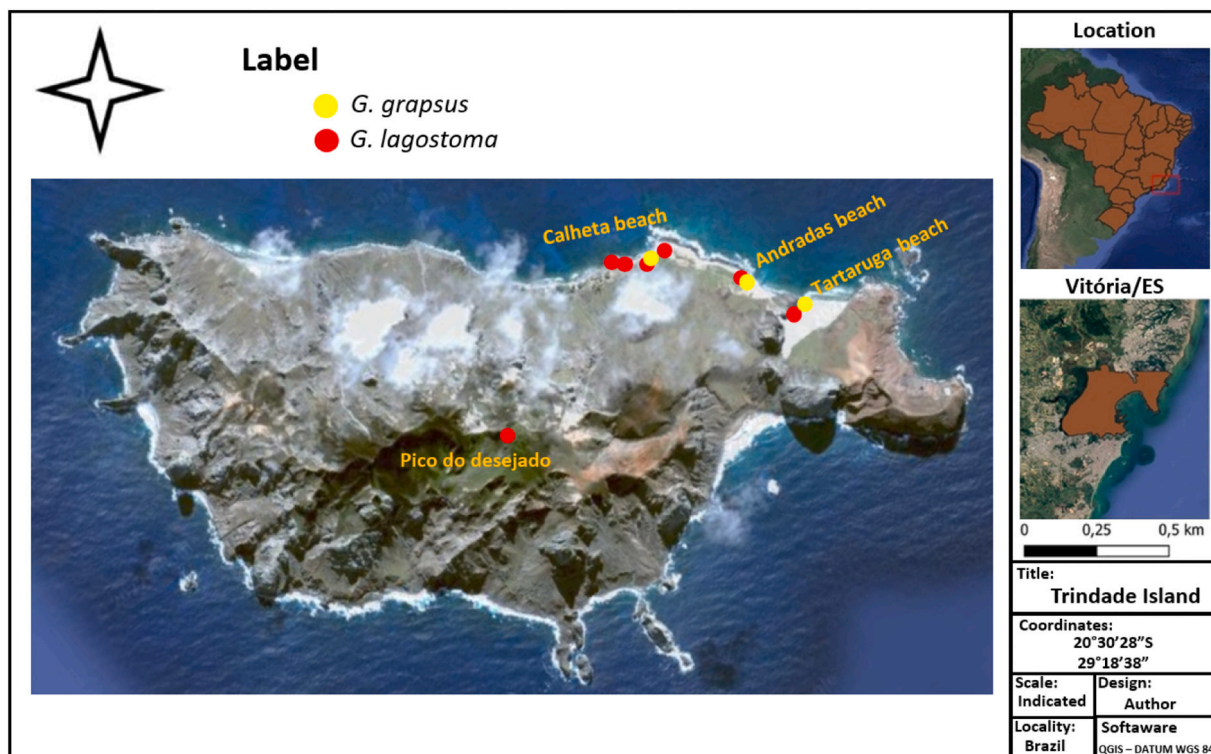 Label
G. grapsus
G. lagostoma
Calheta beach
Andradas beach
Tartaruga beach
Pico do desejado
Location
Vitória/ES
0 0,25 0,5 km
Title:
Trindade Island
Coordinates:
20°30'28”S
29°18'38”
Scale:
Indicated
Design:
Author
Locality:
Brazil
Softaware
QGIS – DATUM WGS 84